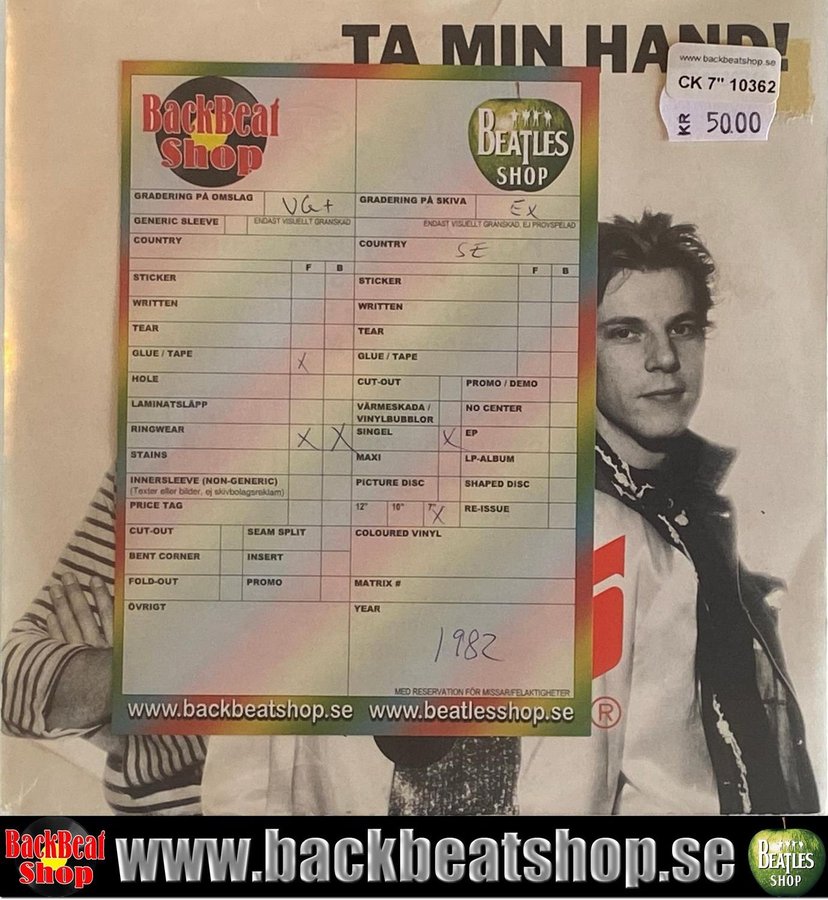 TA MIN HAND!
www.backbeatshop.se
CK 7" 10362
KR 50.00
BackBeat Shop
BEATLES SHOP
GRADERING PÅ OMSLAG VG+
GENERIC SLEEVE ENDAST VISUELLT GRANSKAD
COUNTRY
F B
STICKER
WRITTEN
TEAR
GLUE / TAPE X
HOLE
LAMINATSLÄPP
RINGWEAR X X
STAINS
INNERSLEEVE (NON-GENERIC)
(Texter eller bilder, ej skivbolagsreklam)
PRICE TAG
CUT-OUT SEAM SPLIT
BENT CORNER INSERT
FOLD-OUT PROMO
ÖVRIGT
GRADERING PÅ SKIVA Ex
ENDAST VISUELLT GRANSKAD, EJ PROVSPELAD
COUNTRY SE
F B
STICKER
WRITTEN
TEAR
GLUE / TAPE
CUT-OUT PROMO / DEMO
VÄRMESKADA / VINYLBUBBLOR NO CENTER
SINGEL X EP
MAXI LP-ALBUM
PICTURE DISC SHAPED DISC
12" 10" 7" X RE-ISSUE
COLOURED VINYL
MATRIX #
YEAR
1982
MED RESERVATION FÖR MISSAR/FELAKTIGHETER
www.backbeatshop.se www.beatlesshop.se
®
BackBeat Shop www.backbeatshop.se BEATLES SHOP